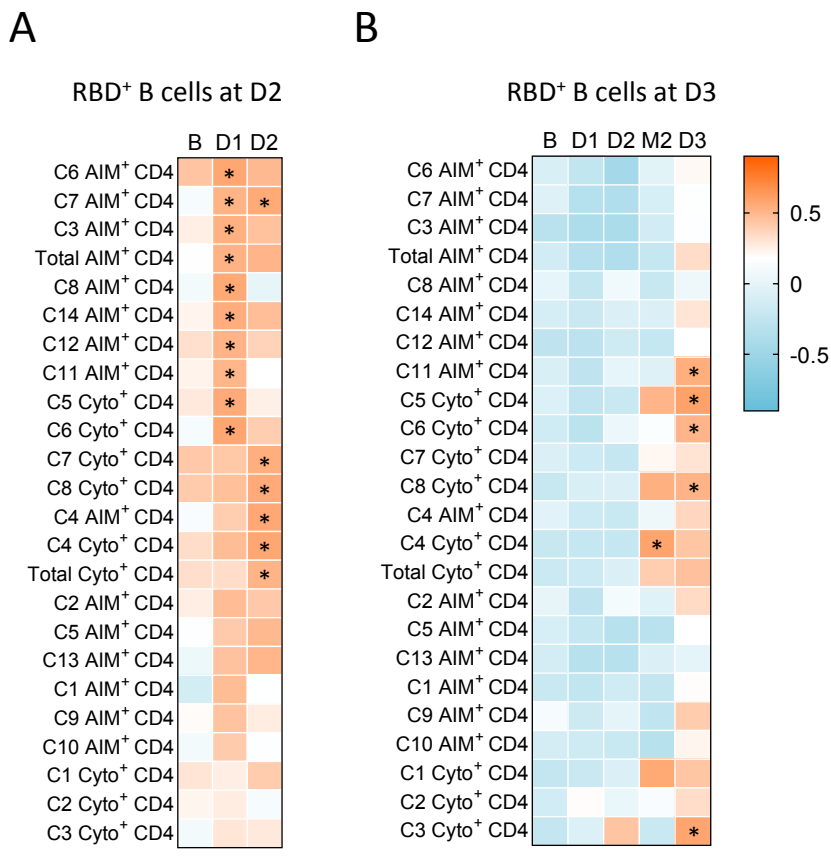 A
B
RBD⁺ B cells at D2
RBD⁺ B cells at D3
B D1 D2
B D1 D2 M2 D3
C6 AIM⁺ CD4 *
C7 AIM⁺ CD4 * *
C3 AIM⁺ CD4 *
Total AIM⁺ CD4 *
C8 AIM⁺ CD4 *
C14 AIM⁺ CD4 *
C12 AIM⁺ CD4 *
C11 AIM⁺ CD4 *
C5 Cyto⁺ CD4 *
C6 Cyto⁺ CD4 *
C7 Cyto⁺ CD4 *
C8 Cyto⁺ CD4 *
C4 AIM⁺ CD4 *
C4 Cyto⁺ CD4 *
Total Cyto⁺ CD4 *
C2 AIM⁺ CD4
C5 AIM⁺ CD4
C13 AIM⁺ CD4
C1 AIM⁺ CD4
C9 AIM⁺ CD4
C10 AIM⁺ CD4
C1 Cyto⁺ CD4
C2 Cyto⁺ CD4
C3 Cyto⁺ CD4
C6 AIM⁺ CD4
C7 AIM⁺ CD4
C3 AIM⁺ CD4
Total AIM⁺ CD4
C8 AIM⁺ CD4
C14 AIM⁺ CD4
C12 AIM⁺ CD4
C11 AIM⁺ CD4 *
C5 Cyto⁺ CD4 *
C6 Cyto⁺ CD4 *
C7 Cyto⁺ CD4
C8 Cyto⁺ CD4 *
C4 AIM⁺ CD4
C4 Cyto⁺ CD4 *
Total Cyto⁺ CD4
C2 AIM⁺ CD4
C5 AIM⁺ CD4
C13 AIM⁺ CD4
C1 AIM⁺ CD4
C9 AIM⁺ CD4
C10 AIM⁺ CD4
C1 Cyto⁺ CD4
C2 Cyto⁺ CD4
C3 Cyto⁺ CD4 *
0.5
0
-0.5